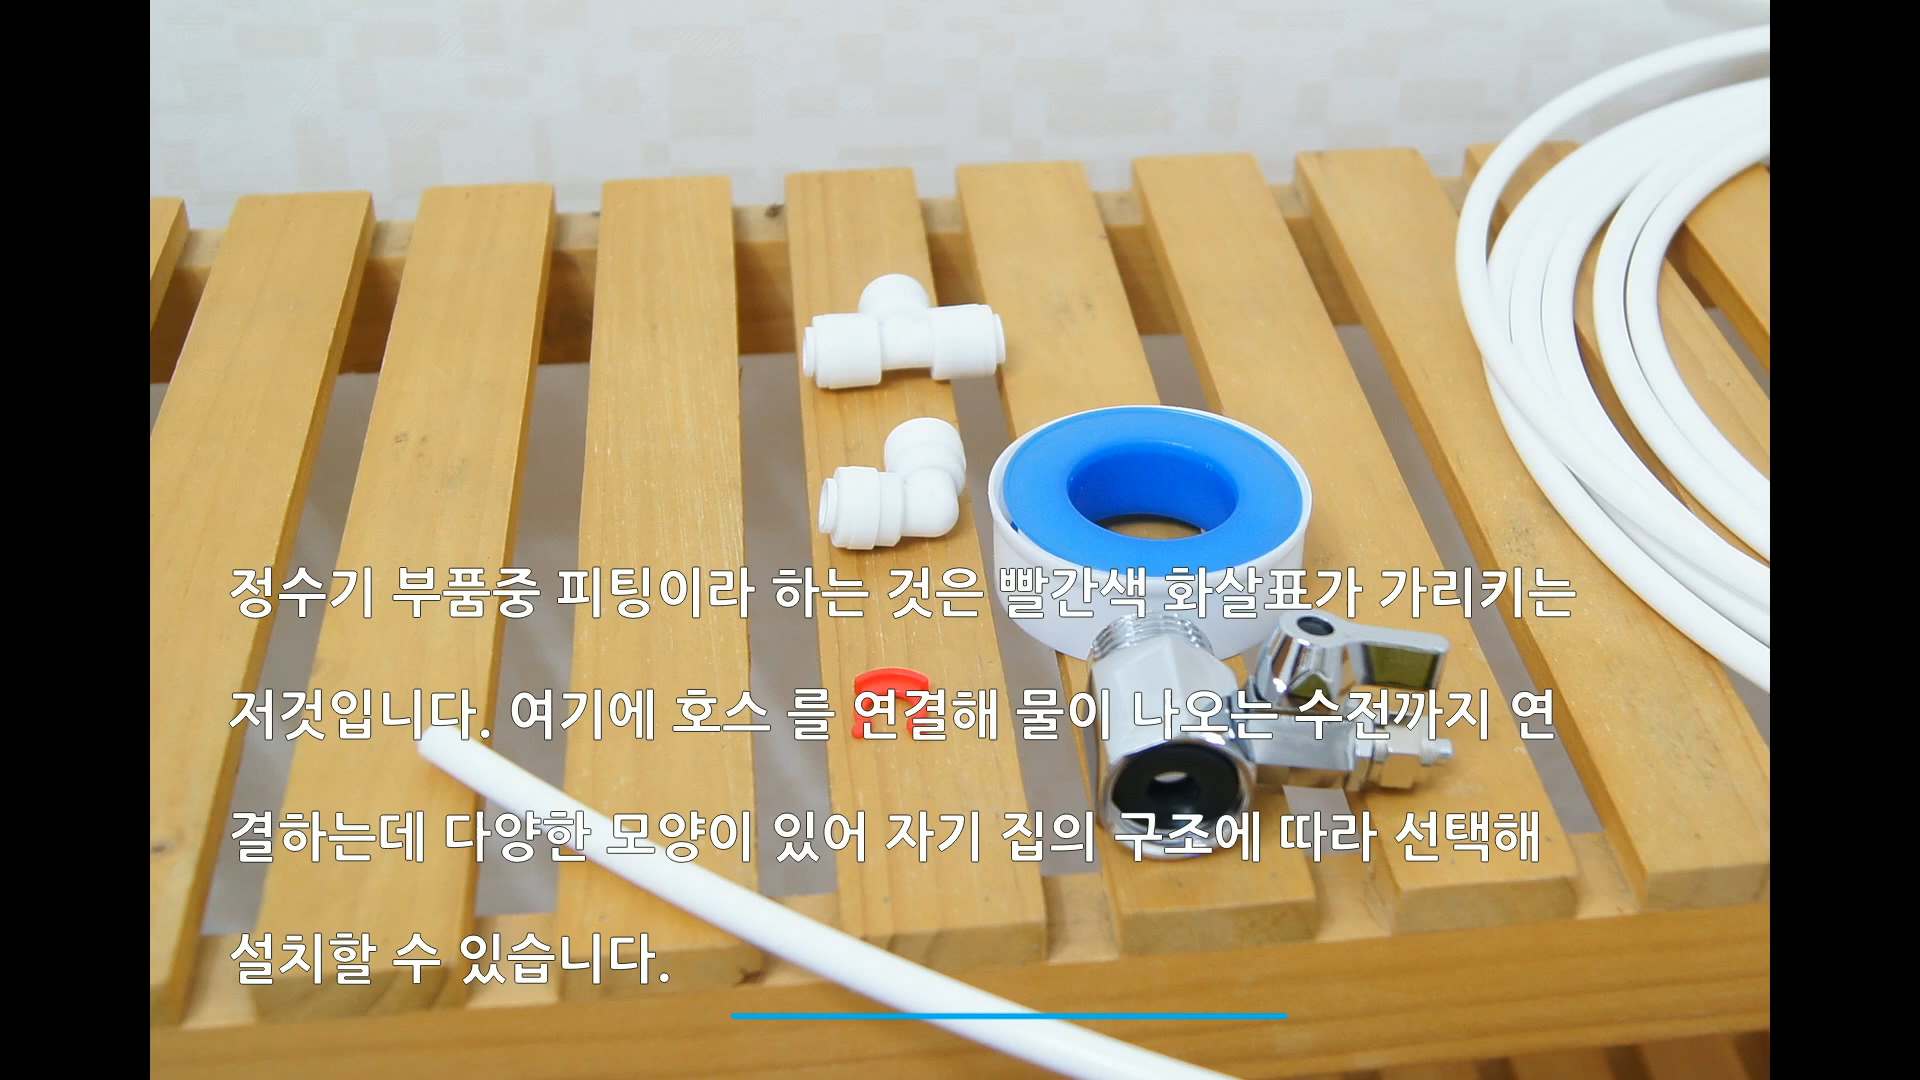 정수기 부품중 피팅이라 하는 것은 빨간색 화살표가 가리키는
저것입니다. 여기에 호스 를 연결해 물이 나오는 수전까지 연
결하는데 다양한 모양이 있어 자기 집의 구조에 따라 선택해
설치할 수 있습니다.